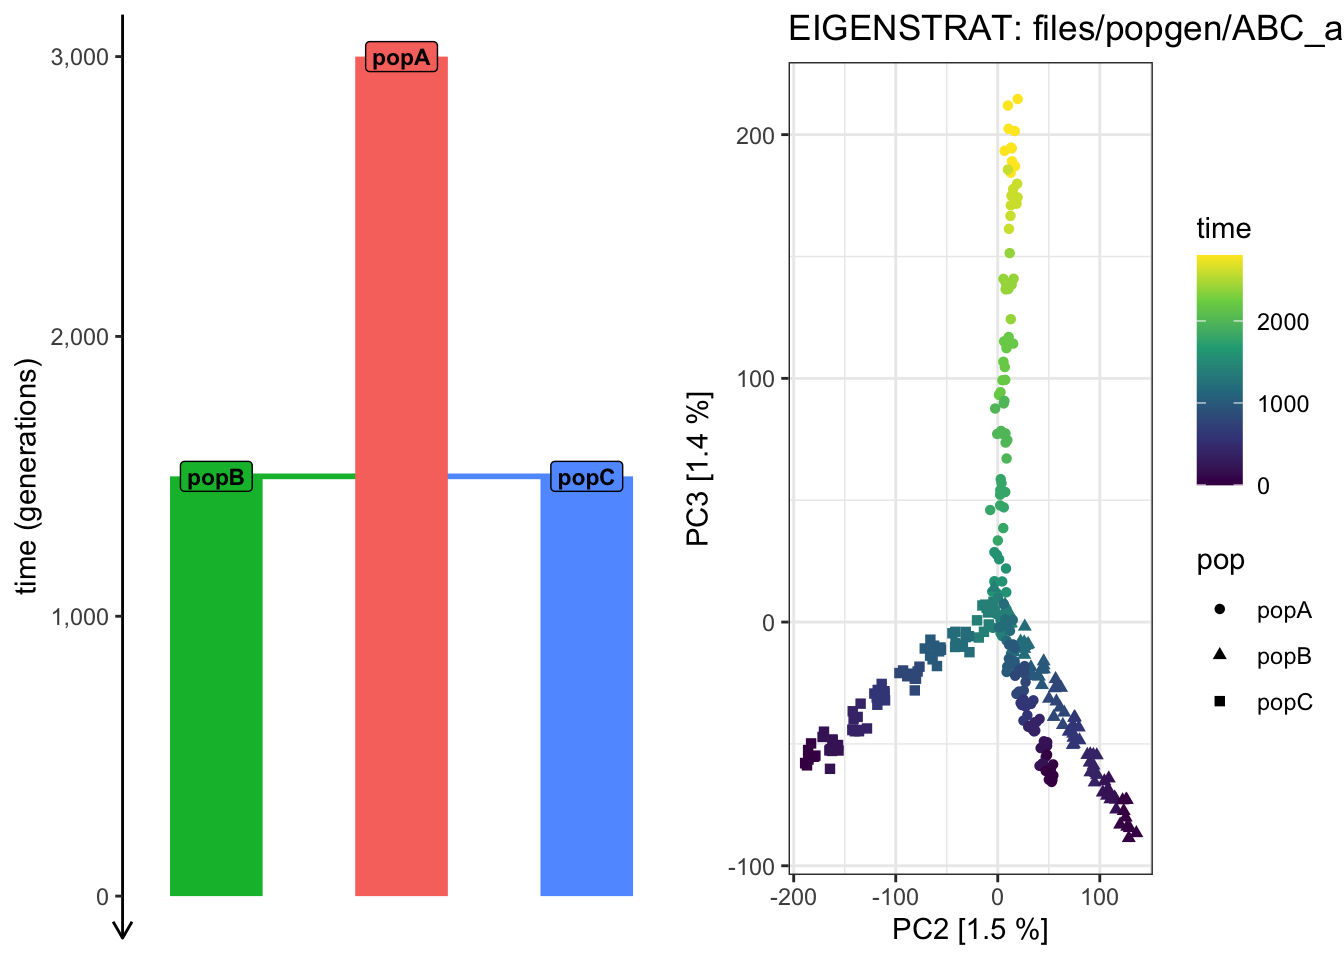 time (generations)
3,000
2,000
1,000
0
popA
popB
popC
EIGENSTRAT: files/popgen/ABC_a
PC3 [1.4 %]
200
100
0
-100
-200
-100
0
100
PC2 [1.5 %]
time
2000
1000
0
pop
popA
popB
popC